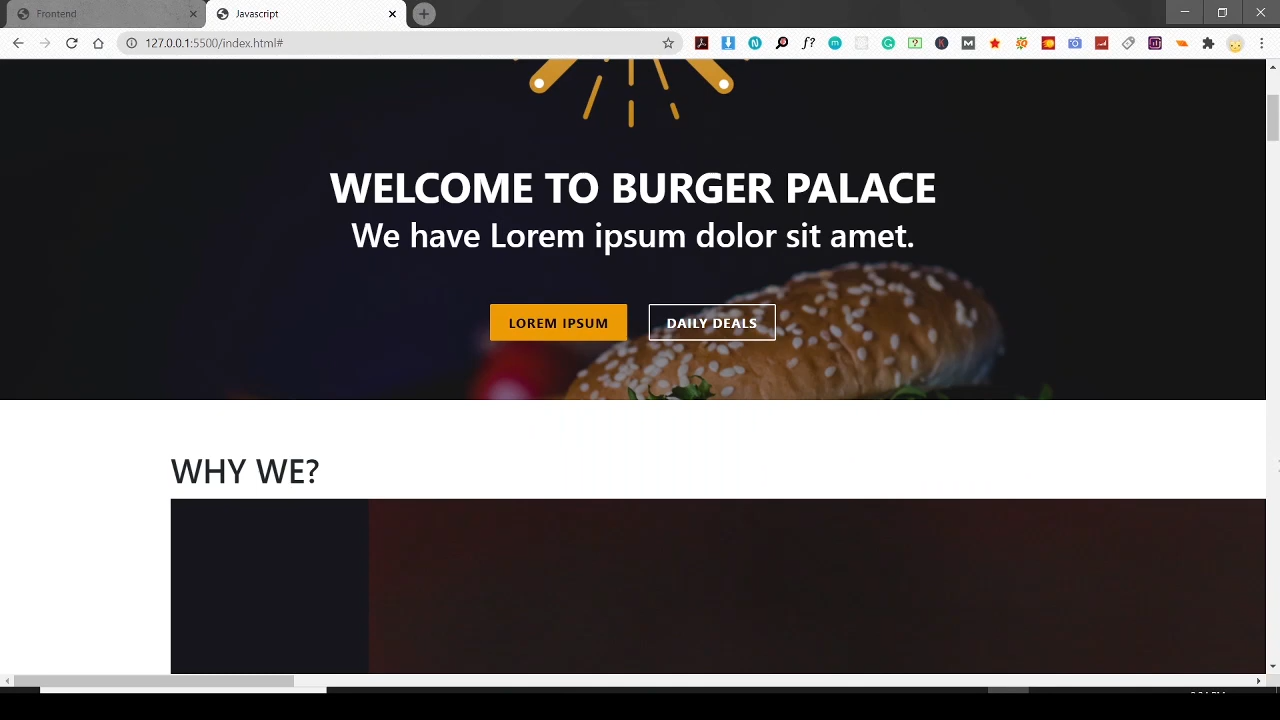 Frontend
Javascript
127.0.0.1:5500/index.html#
WELCOME TO BURGER PALACE
We have Lorem ipsum dolor sit amet.
LOREM IPSUM
DAILY DEALS
WHY WE?